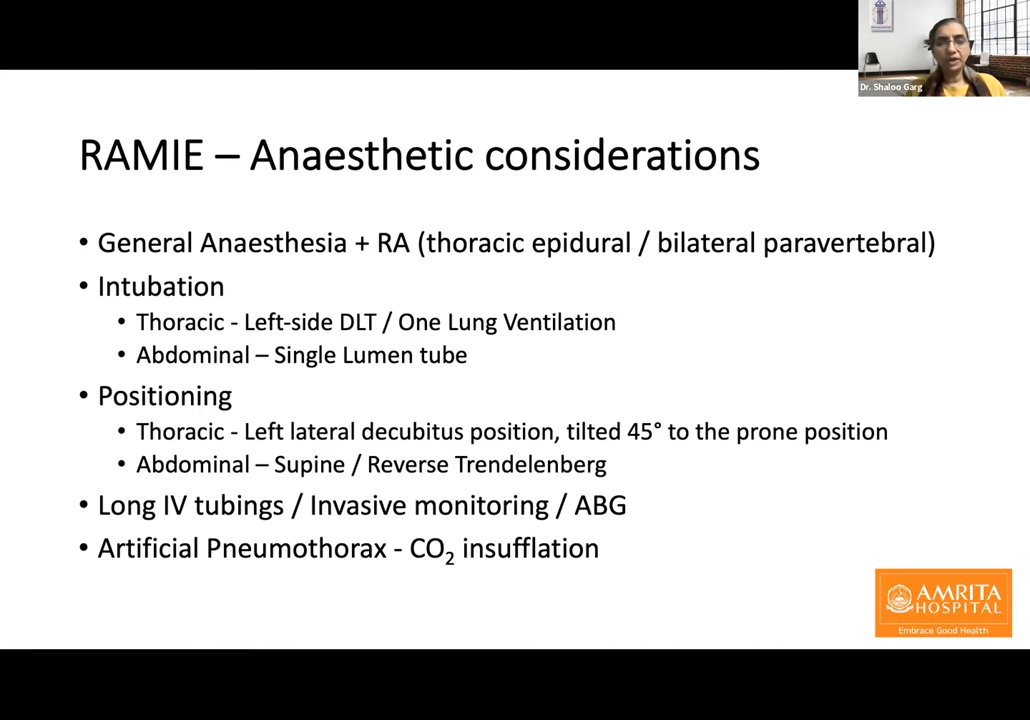 Dr. Shaloo Garg
RAMIE – Anaesthetic considerations
• General Anaesthesia + RA (thoracic epidural / bilateral paravertebral)
• Intubation
• Thoracic - Left-side DLT / One Lung Ventilation
• Abdominal – Single Lumen tube
• Positioning
• Thoracic - Left lateral decubitus position, tilted 45° to the prone position
• Abdominal – Supine / Reverse Trendelenberg
• Long IV tubings / Invasive monitoring / ABG
• Artificial Pneumothorax - CO₂ insufflation
AMRITA
HOSPITAL
Embrace Good Health